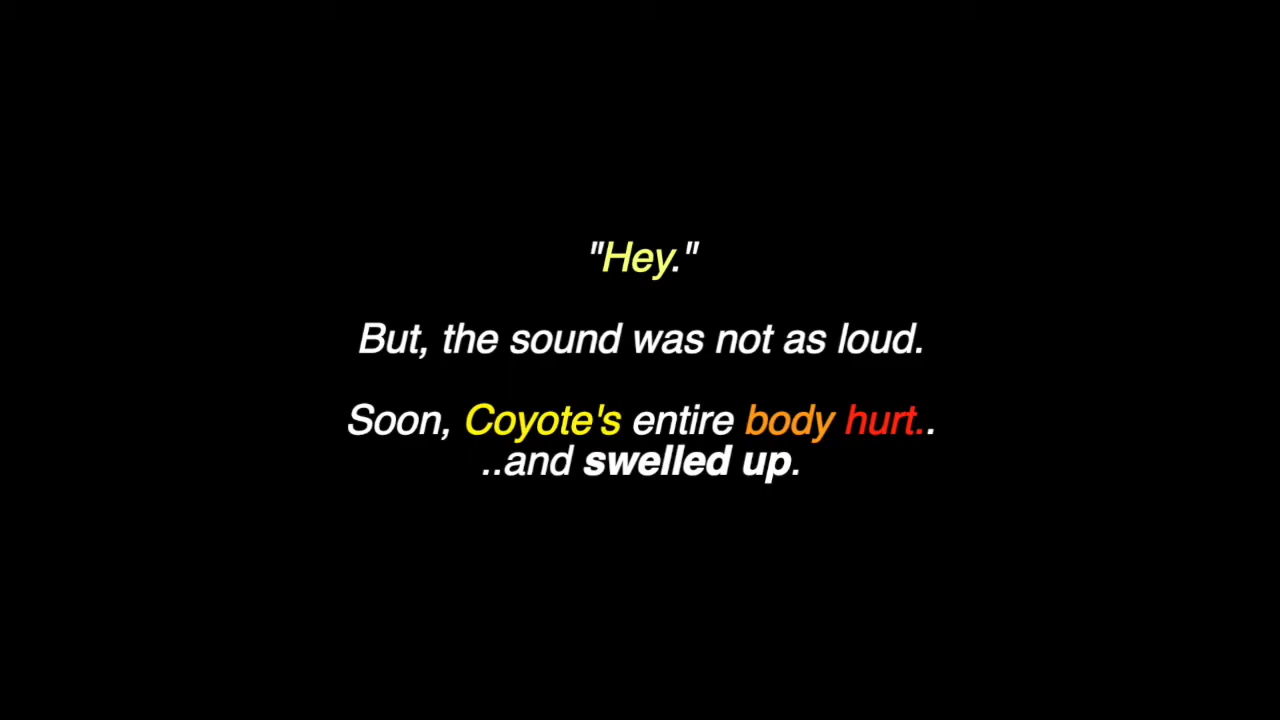 "Hey."
But, the sound was not as loud.
Soon, Coyote's entire body hurt..
..and swelled up.